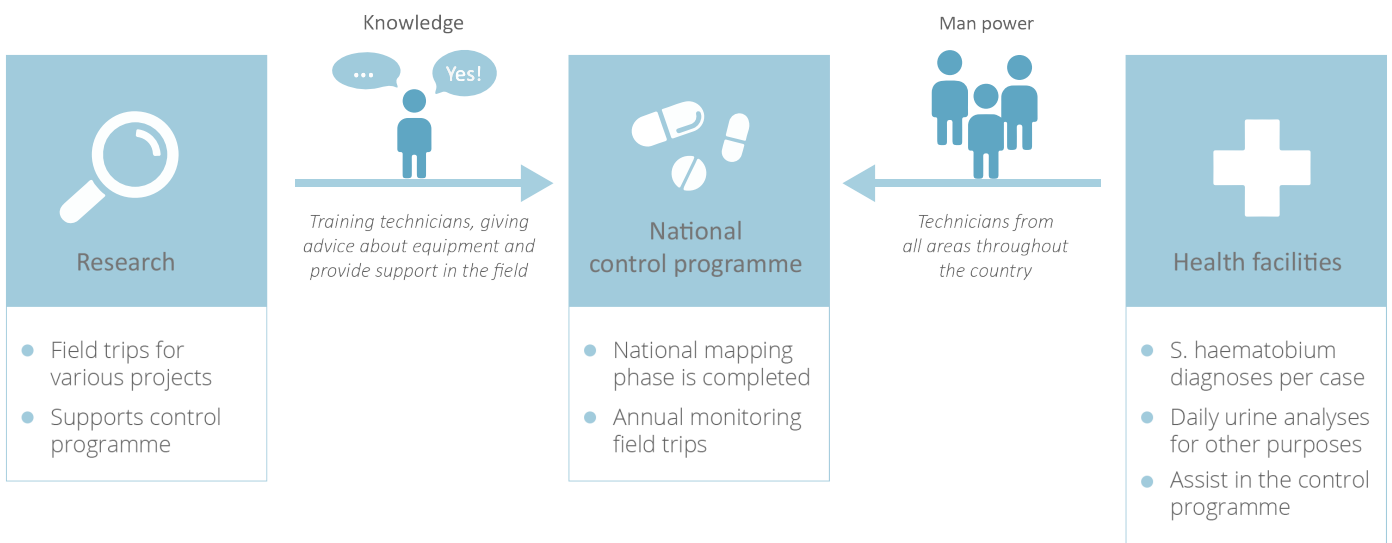 Knowledge
...
Yes!
Man power
Research
Training technicians, giving
advice about equipment and
provide support in the field
National
control programme
Technicians from
all areas throughout
the country
Health facilities
Field trips for
various projects
Supports control
programme
National mapping
phase is completed
Annual monitoring
field trips
S. haematobium
diagnoses per case
Daily urine analyses
for other purposes
Assist in the control
programme